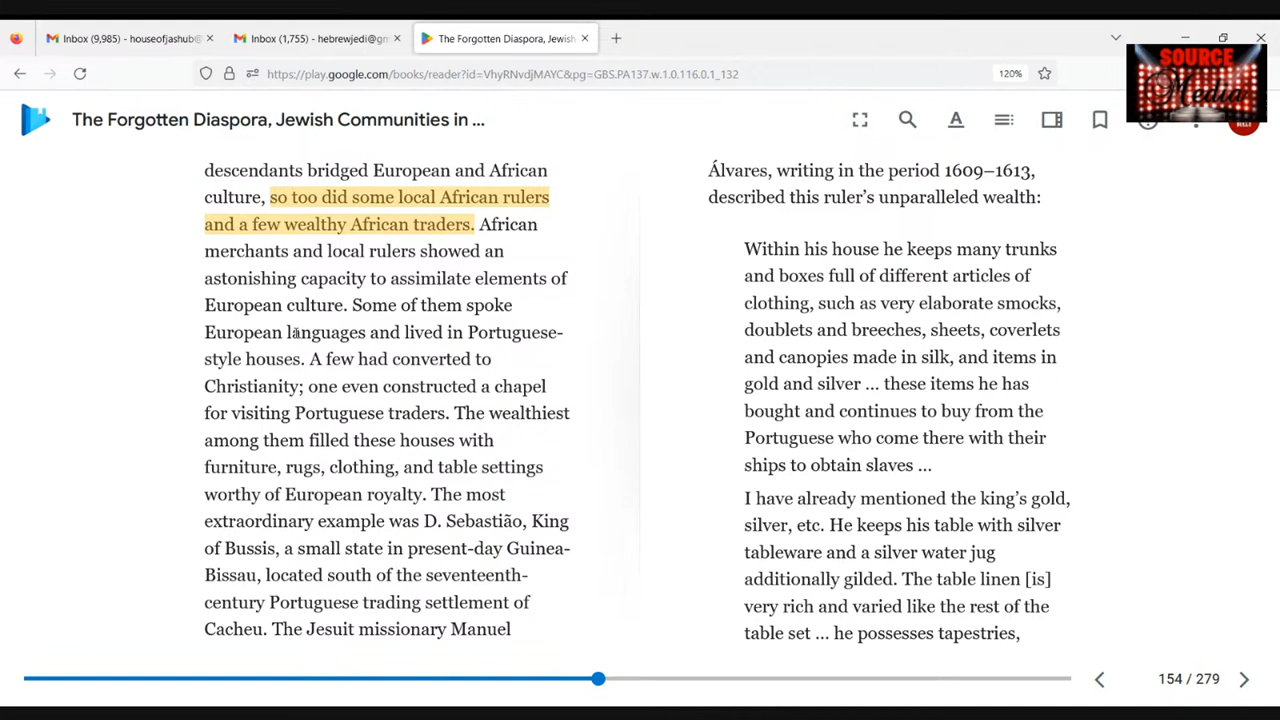 Inbox (9,985) - houseofjashub@
Inbox (1,755) - hebrewjedi@gm
The Forgotten Diaspora, Jewish
https://play.google.com/books/reader?id=VhyRNvdjMAYC&pg=GBS.PA137.w.1.0.116.0.1_132
120%
SOURCE
Media
The Forgotten Diaspora, Jewish Communities in ...
descendants bridged European and African
culture, so too did some local African rulers
and a few wealthy African traders. African
merchants and local rulers showed an
astonishing capacity to assimilate elements of
European culture. Some of them spoke
European languages and lived in Portuguese-
style houses. A few had converted to
Christianity; one even constructed a chapel
for visiting Portuguese traders. The wealthiest
among them filled these houses with
furniture, rugs, clothing, and table settings
worthy of European royalty. The most
extraordinary example was D. Sebastião, King
of Bussis, a small state in present-day Guinea-
Bissau, located south of the seventeenth-
century Portuguese trading settlement of
Cacheu. The Jesuit missionary Manuel
Álvares, writing in the period 1609–1613,
described this ruler's unparalleled wealth:
Within his house he keeps many trunks
and boxes full of different articles of
clothing, such as very elaborate smocks,
doublets and breeches, sheets, coverlets
and canopies made in silk, and items in
gold and silver ... these items he has
bought and continues to buy from the
Portuguese who come there with their
ships to obtain slaves ...
I have already mentioned the king's gold,
silver, etc. He keeps his table with silver
tableware and a silver water jug
additionally gilded. The table linen [is]
very rich and varied like the rest of the
table set ... he possesses tapestries,
154 / 279